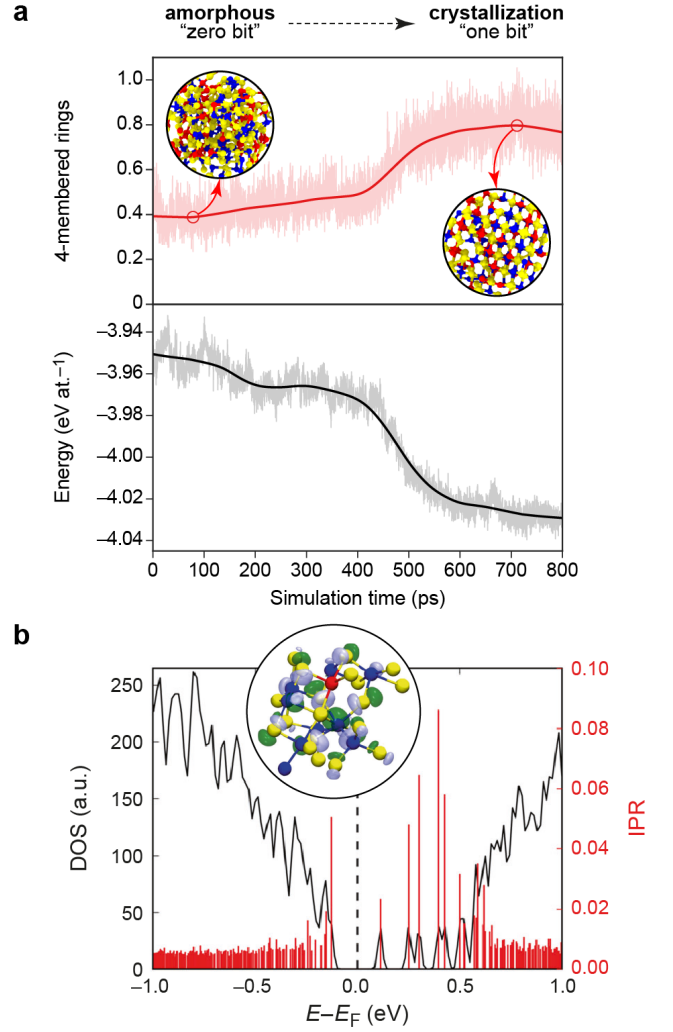 a
amorphous crystallization
"zero bit" "one bit"
4-membered rings
1.0
0.8
0.6
0.4
0.2
0
Energy (eV at.⁻¹)
−3.94
−3.96
−3.98
−4.00
−4.02
−4.04
0 100 200 300 400 500 600 700 800
Simulation time (ps)
b
DOS (a.u.)
250
200
150
100
50
0
0.10
0.08
0.06
0.04
0.02
0.00
IPR
−1.0 −0.5 0.0 0.5 1.0
E–E_F (eV)